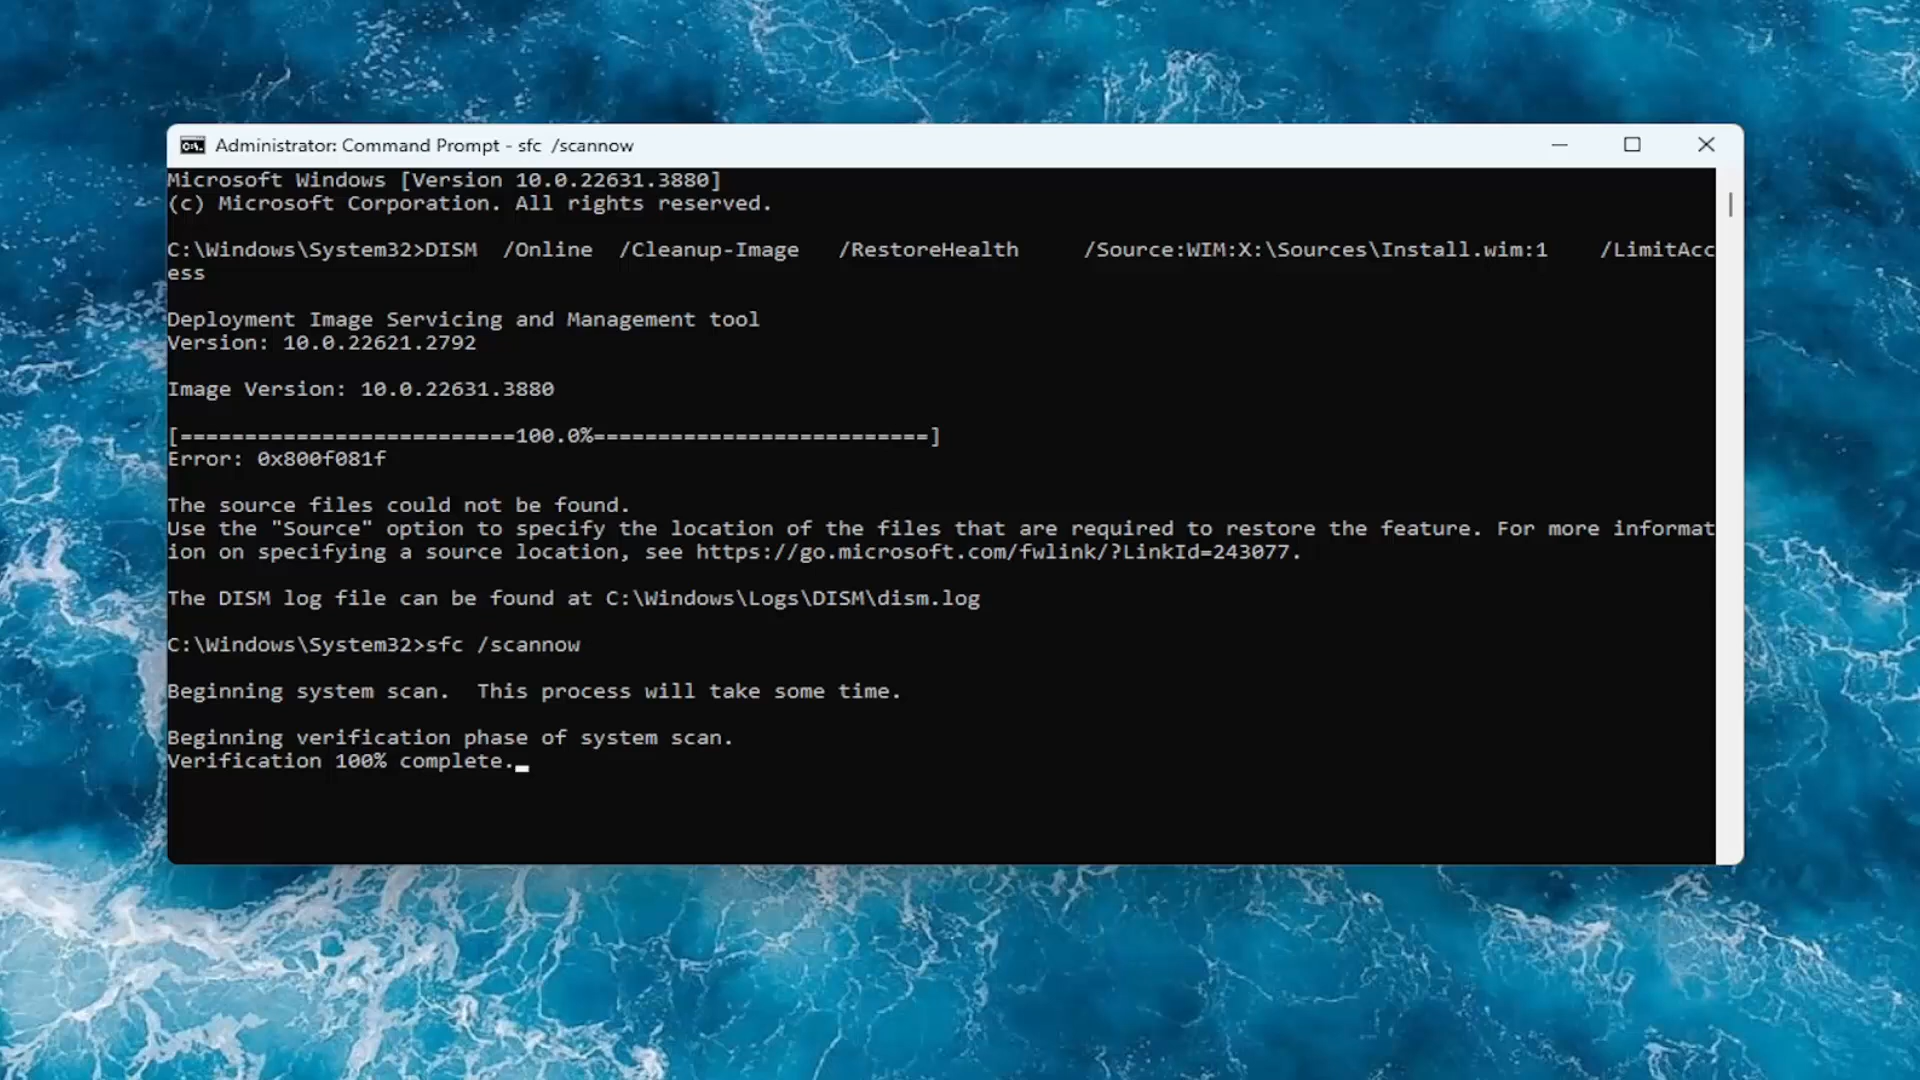 Administrator: Command Prompt - sfc  /scannow
Microsoft Windows [Version 10.0.22631.3880]
(c) Microsoft Corporation. All rights reserved.
C:\Windows\System32>DISM  /Online  /Cleanup-Image   /RestoreHealth     /Source:WIM:X:\Sources\Install.wim:1    /LimitAcc
ess
Deployment Image Servicing and Management tool
Version: 10.0.22621.2792
Image Version: 10.0.22631.3880
[==========================100.0%==========================]
Error: 0x800f081f
The source files could not be found.
Use the "Source" option to specify the location of the files that are required to restore the feature. For more informat
ion on specifying a source location, see https://go.microsoft.com/fwlink/?LinkId=243077.
The DISM log file can be found at C:\Windows\Logs\DISM\dism.log
C:\Windows\System32>sfc /scannow
Beginning system scan.  This process will take some time.
Beginning verification phase of system scan.
Verification 100% complete.